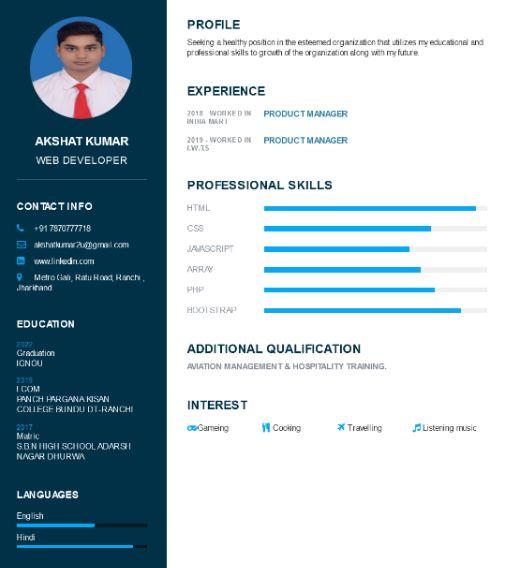 AKSHAT KUMAR
WEB DEVELOPER
CONTACT INFO
+91 7870777718
akshatkumar2u@gmail.com
www.linkedin.com
Metro Gali, Ratu Road, Ranchi,
Jharkhand
EDUCATION
2022
Graduation
IGNOU
2019
I.COM
PANCH PARGANA KISAN
COLLEGE BUNDU DT-RANCHI
2017
Matric
S.B.N HIGH SCHOOL ADARSH
NAGAR DHURWA
LANGUAGES
English
Hindi
PROFILE
Seeking a healthy position in the esteemed organization that utilizes my educational and
professional skills to growth of the organization along with my future.
EXPERIENCE
2018 - WORKED IN PRODUCT MANAGER
INDIA MART
2019 - WORKED IN PRODUCT MANAGER
I.W.T.S
PROFESSIONAL SKILLS
HTML
CSS
JAVASCRIPT
ARRAY
PHP
BOOTSTRAP
ADDITIONAL QUALIFICATION
AVIATION MANAGEMENT & HOSPITALITY TRAINING.
INTEREST
Gameing Cooking Travelling Listening music